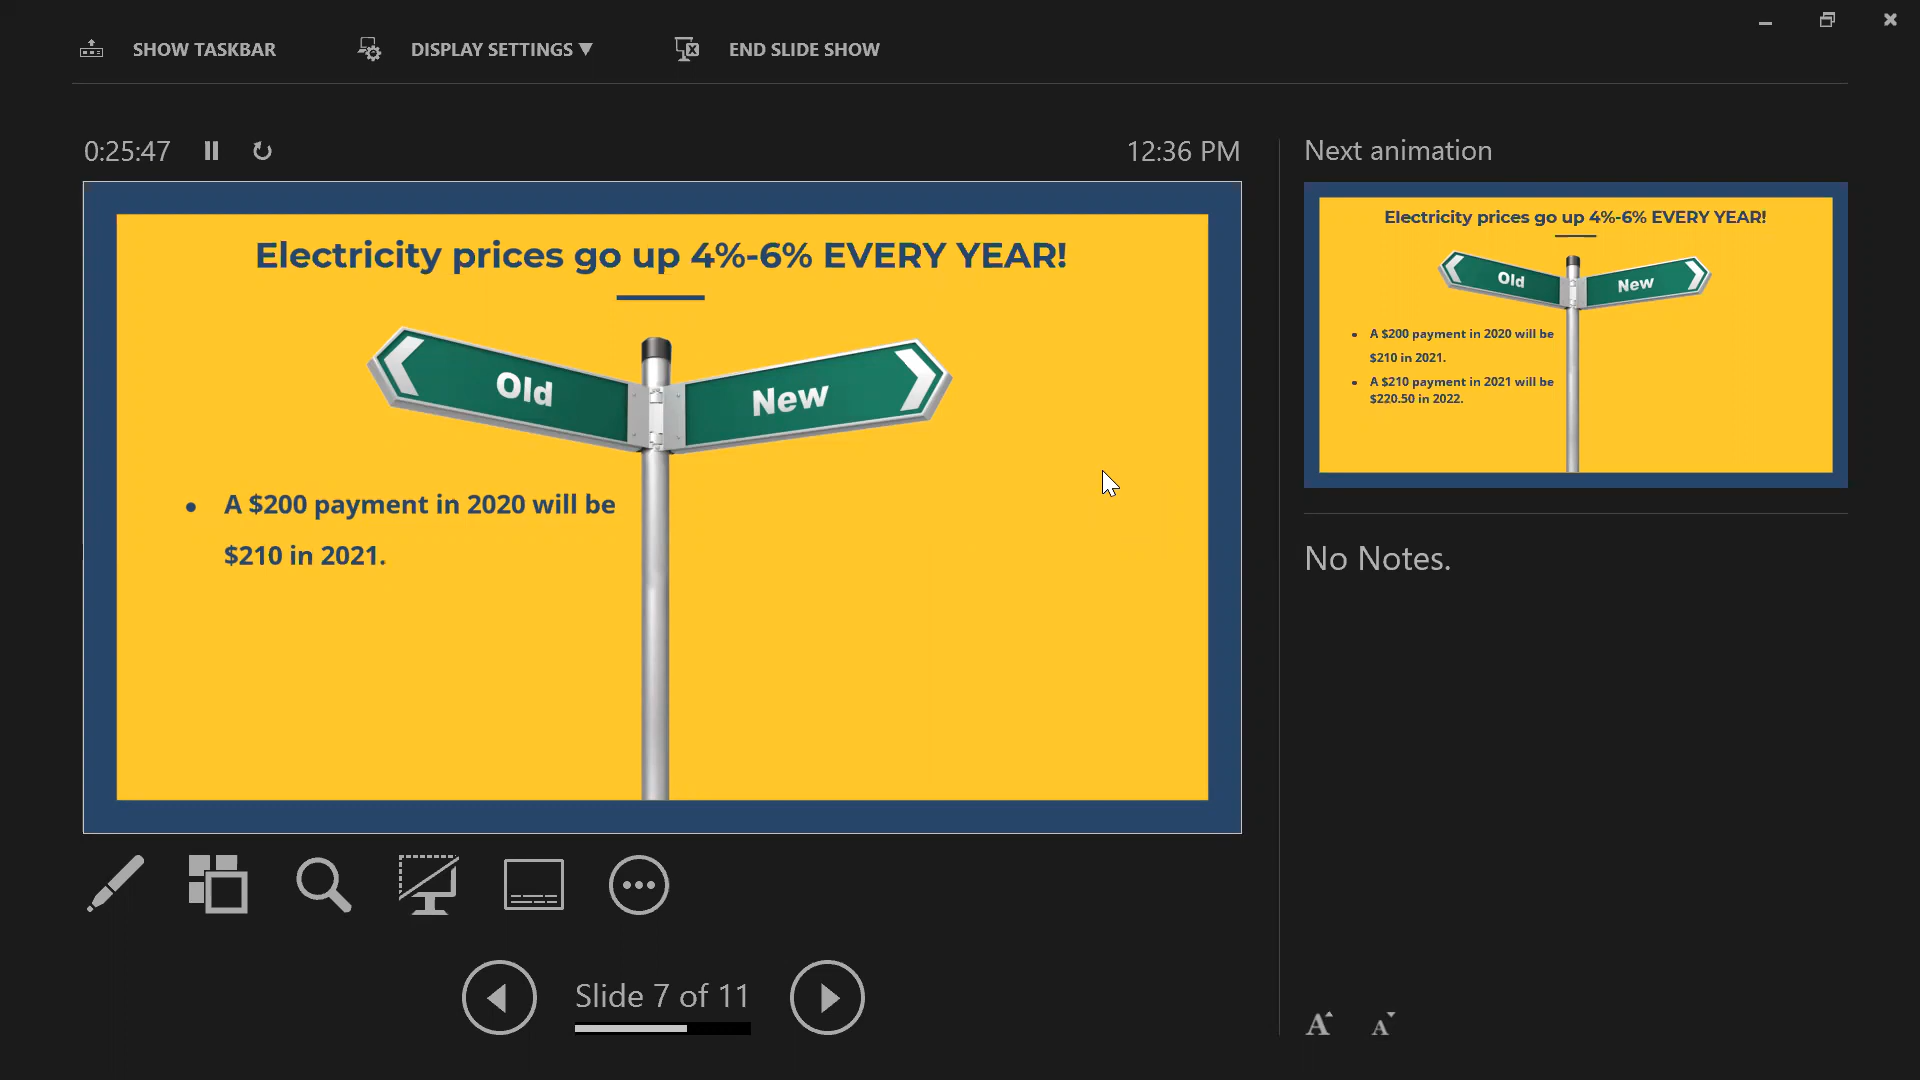 SHOW TASKBAR
DISPLAY SETTINGS ▼
END SLIDE SHOW
0:25:47
12:36 PM
Electricity prices go up 4%-6% EVERY YEAR!
Old
New
• A $200 payment in 2020 will be
$210 in 2021.
Next animation
Electricity prices go up 4%-6% EVERY YEAR!
Old
New
• A $200 payment in 2020 will be
$210 in 2021.
• A $210 payment in 2021 will be
$220.50 in 2022.
No Notes.
Slide 7 of 11
A
A